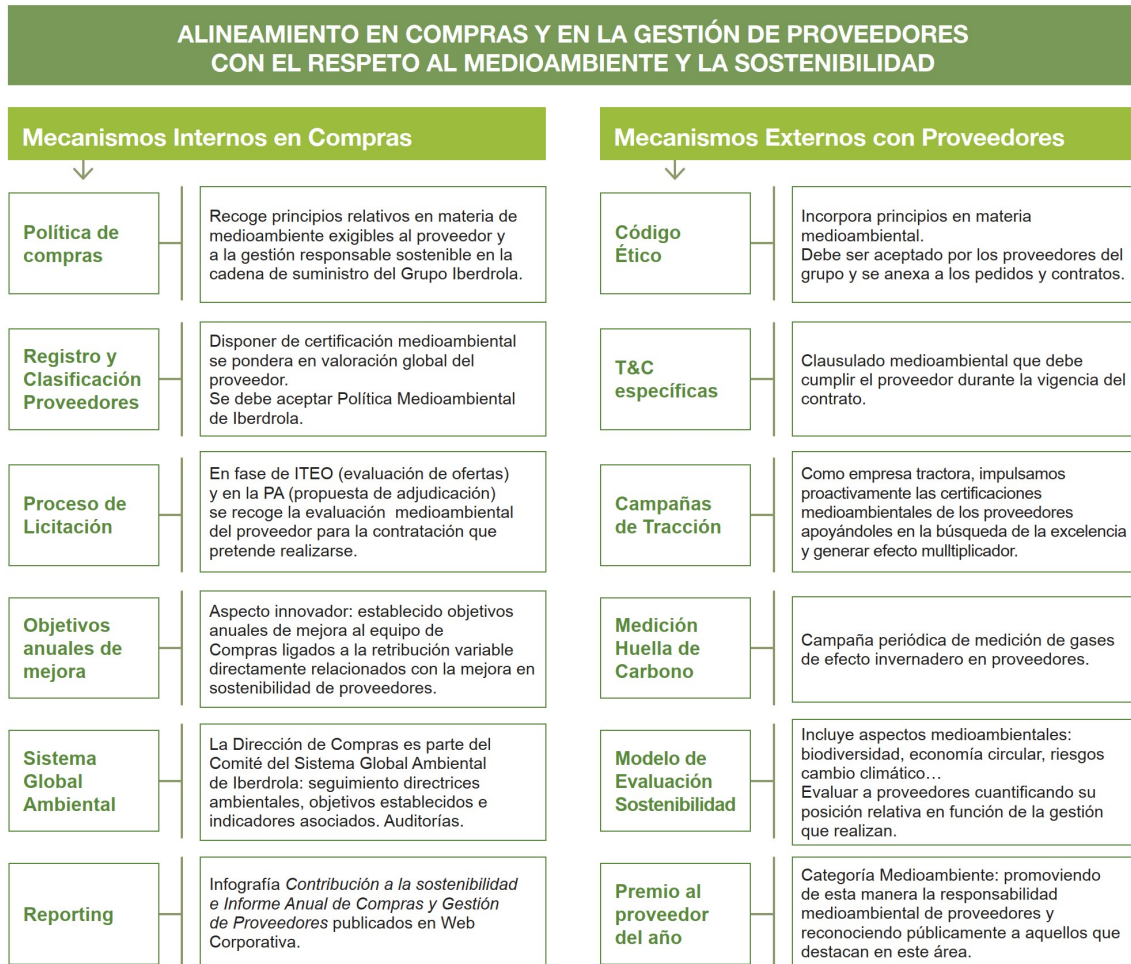 ALINEAMIENTO EN COMPRAS Y EN LA GESTIÓN DE PROVEEDORES
CON EL RESPETO AL MEDIOAMBIENTE Y LA SOSTENIBILIDAD
Mecanismos Internos en Compras
Política de
compras
Recoge principios relativos en materia de
medioambiente exigibles al proveedor y
a la gestión responsable sostenible en la
cadena de suministro del Grupo Iberdrola.
Registro y
Clasificación
Proveedores
Disponer de certificación medioambiental
se pondera en valoración global del
proveedor.
Se debe aceptar Política Medioambiental
de Iberdrola.
Proceso de
Licitación
En fase de ITEO (evaluación de ofertas)
y en la PA (propuesta de adjudicación)
se recoge la evaluación medioambiental
del proveedor para la contratación que
pretende realizarse.
Objetivos
anuales de
mejora
Aspecto innovador: establecido objetivos
anuales de mejora al equipo de
Compras ligados a la retribución variable
directamente relacionados con la mejora en
sostenibilidad de proveedores.
Sistema
Global
Ambiental
La Dirección de Compras es parte del
Comité del Sistema Global Ambiental
de Iberdrola: seguimiento directrices
ambientales, objetivos establecidos e
indicadores asociados. Auditorías.
Reporting
Infografía Contribución a la sostenibilidad
e Informe Anual de Compras y Gestión
de Proveedores publicados en Web
Corporativa.
Mecanismos Externos con Proveedores
Código
Ético
Incorpora principios en materia
medioambiental.
Debe ser aceptado por los proveedores del
grupo y se anexa a los pedidos y contratos.
T&C
específicas
Clausulado medioambiental que debe
cumplir el proveedor durante la vigencia del
contrato.
Campañas
de Tracción
Como empresa tractora, impulsamos
proactivamente las certificaciones
medioambientales de los proveedores
apoyándoles en la búsqueda de la excelencia
y generar efecto mulltiplicador.
Medición
Huella de
Carbono
Campaña periódica de medición de gases
de efecto invernadero en proveedores.
Modelo de
Evaluación
Sostenibilidad
Incluye aspectos medioambientales:
biodiversidad, economía circular, riesgos
cambio climático…
Evaluar a proveedores cuantificando su
posición relativa en función de la gestión
que realizan.
Premio al
proveedor
del año
Categoría Medioambiente: promoviendo
de esta manera la responsabilidad
medioambiental de proveedores y
reconociendo públicamente a aquellos que
destacan en este área.